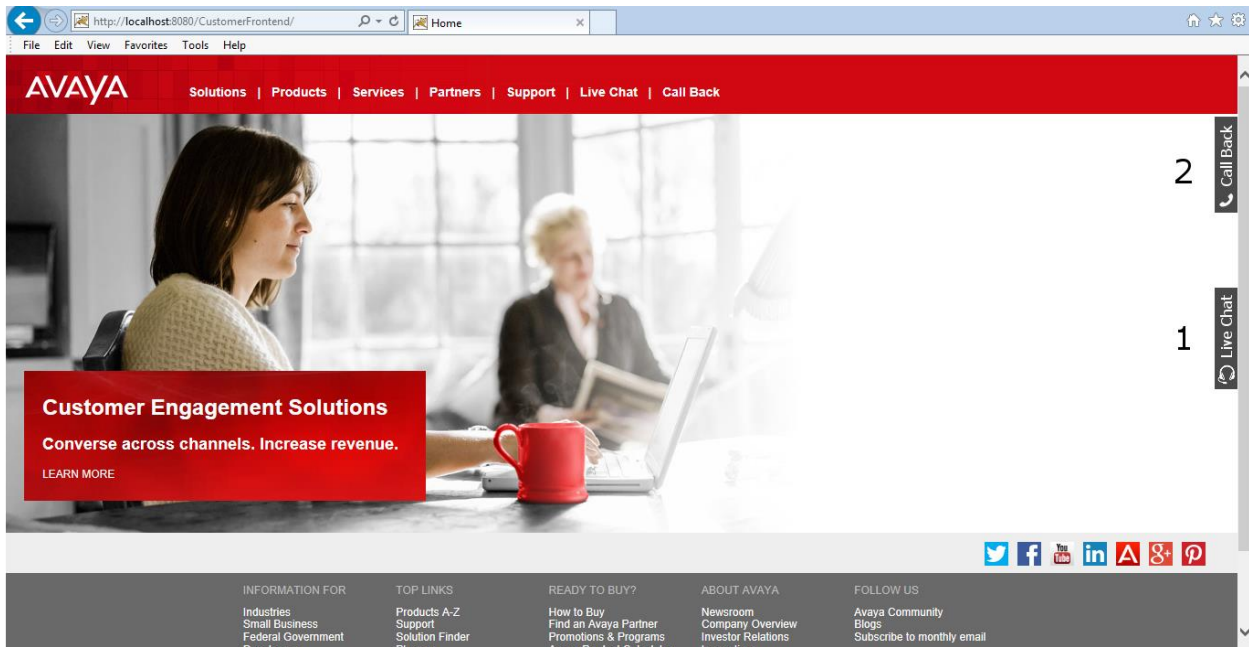 http://localhost:8080/CustomerFrontend/
Home
File Edit View Favorites Tools Help
AVAYA
Solutions | Products | Services | Partners | Support | Live Chat | Call Back
2
Call Back
1
Live Chat
Customer Engagement Solutions
Converse across channels. Increase revenue.
LEARN MORE
You
Tube
in
g+
INFORMATION FOR
Industries
Small Business
Federal Government
TOP LINKS
Products A-Z
Support
Solution Finder
READY TO BUY?
How to Buy
Find an Avaya Partner
Promotions & Programs
ABOUT AVAYA
Newsroom
Company Overview
Investor Relations
FOLLOW US
Avaya Community
Blogs
Subscribe to monthly email